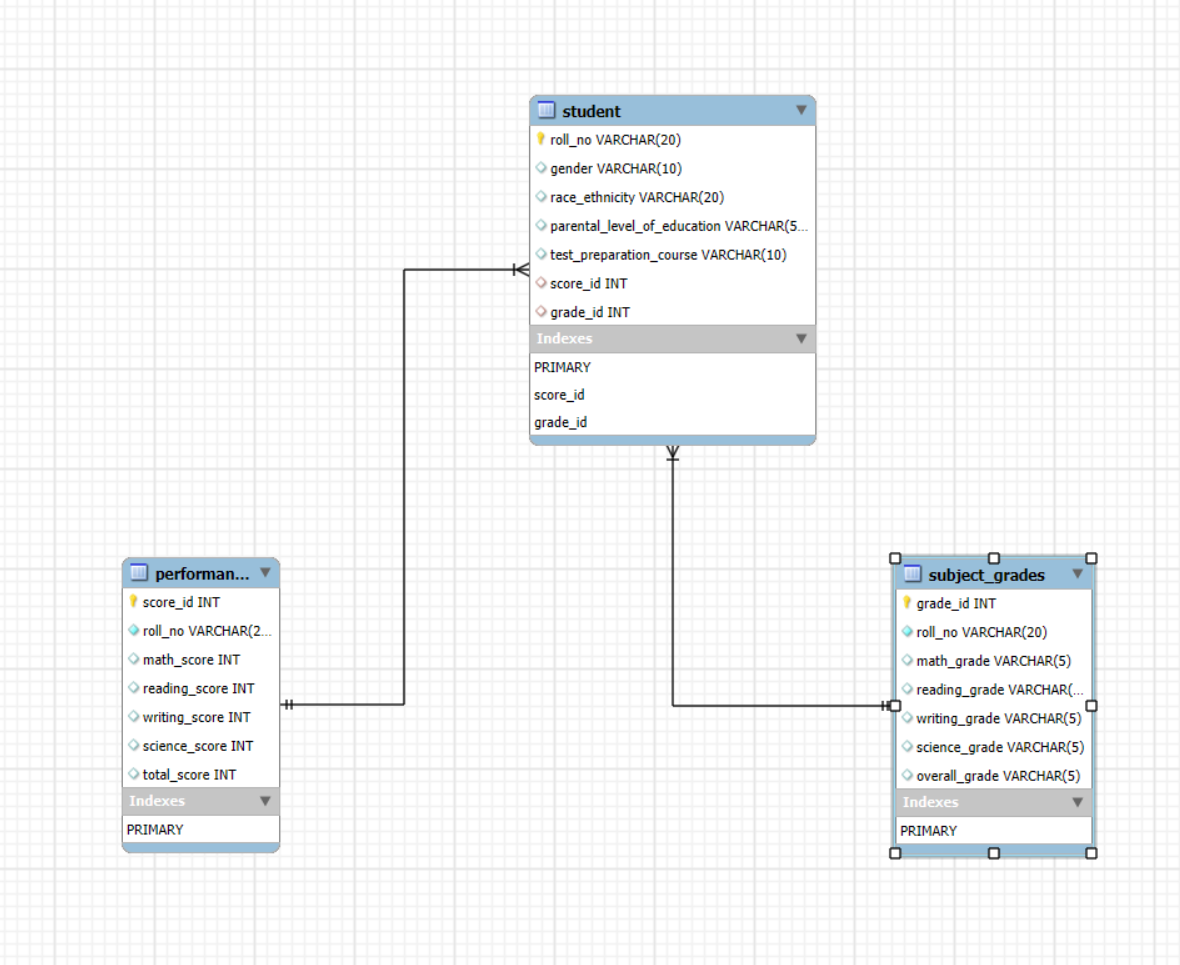 student
roll_no VARCHAR(20)
gender VARCHAR(10)
race_ethnicity VARCHAR(20)
parental_level_of_education VARCHAR(5...
test_preparation_course VARCHAR(10)
score_id INT
grade_id INT
Indexes
PRIMARY
score_id
grade_id
performan...
score_id INT
roll_no VARCHAR(2...
math_score INT
reading_score INT
writing_score INT
science_score INT
total_score INT
Indexes
PRIMARY
subject_grades
grade_id INT
roll_no VARCHAR(20)
math_grade VARCHAR(5)
reading_grade VARCHAR(...
writing_grade VARCHAR(5)
science_grade VARCHAR(5)
overall_grade VARCHAR(5)
Indexes
PRIMARY